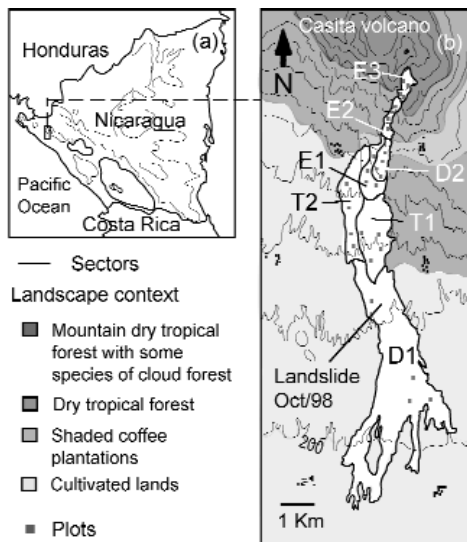 Honduras
(a)
Nicaragua
Pacific
Ocean
Costa Rica
Sectors
Landscape context
Mountain dry tropical
forest with some
species of cloud forest
Dry tropical forest
Shaded coffee
plantations
Cultivated lands
Plots
Casita volcano
(b)
N
E3
E2
E1
D2
T2
T1
D1
Landslide
Oct/98
200
1 Km